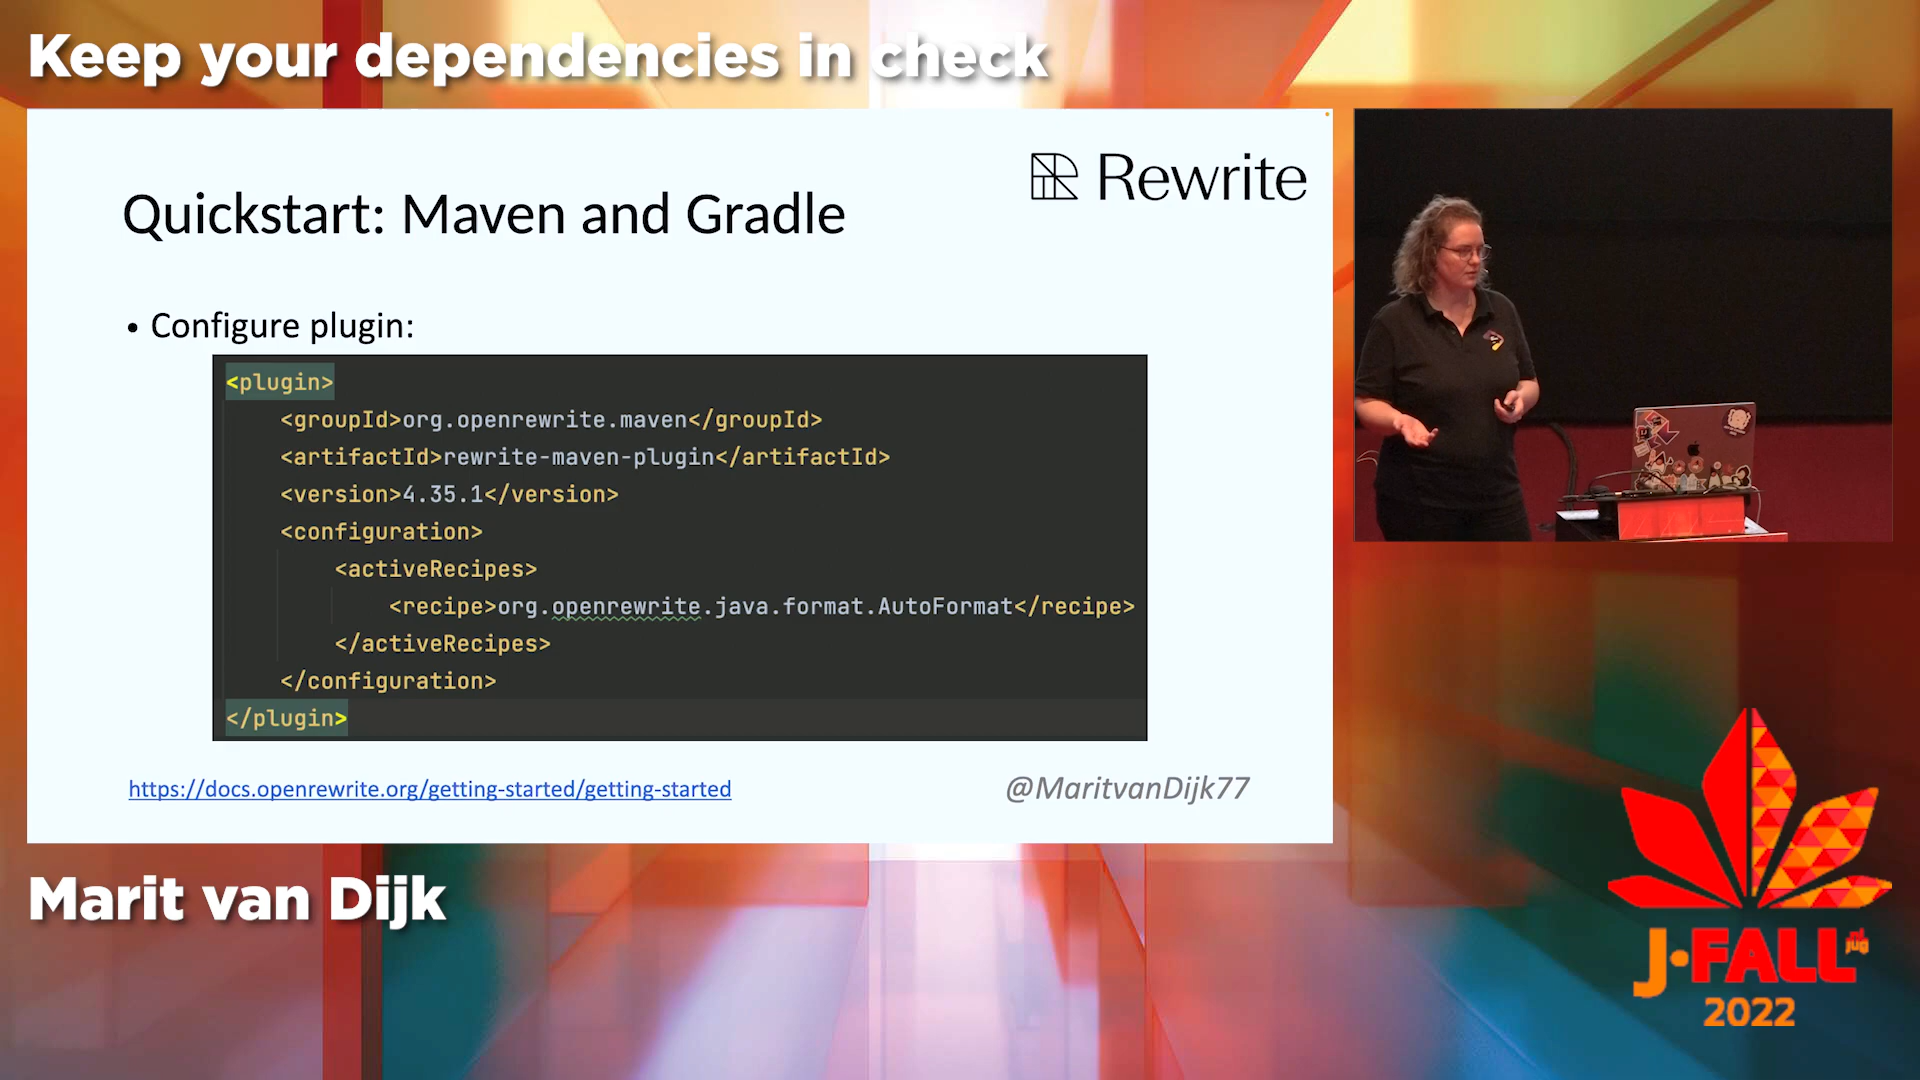 Keep your dependencies in check
Rewrite
Quickstart: Maven and Gradle
• Configure plugin:
<plugin>
<groupId>org.openrewrite.maven</groupId>
<artifactId>rewrite-maven-plugin</artifactId>
<version>4.35.1</version>
<configuration>
<activeRecipes>
<recipe>org.openrewrite.java.format.AutoFormat</recipe>
</activeRecipes>
</configuration>
</plugin>
https://docs.openrewrite.org/getting-started/getting-started
@MaritvanDijk77
Marit van Dijk
J•FALL
nl
jug
2022